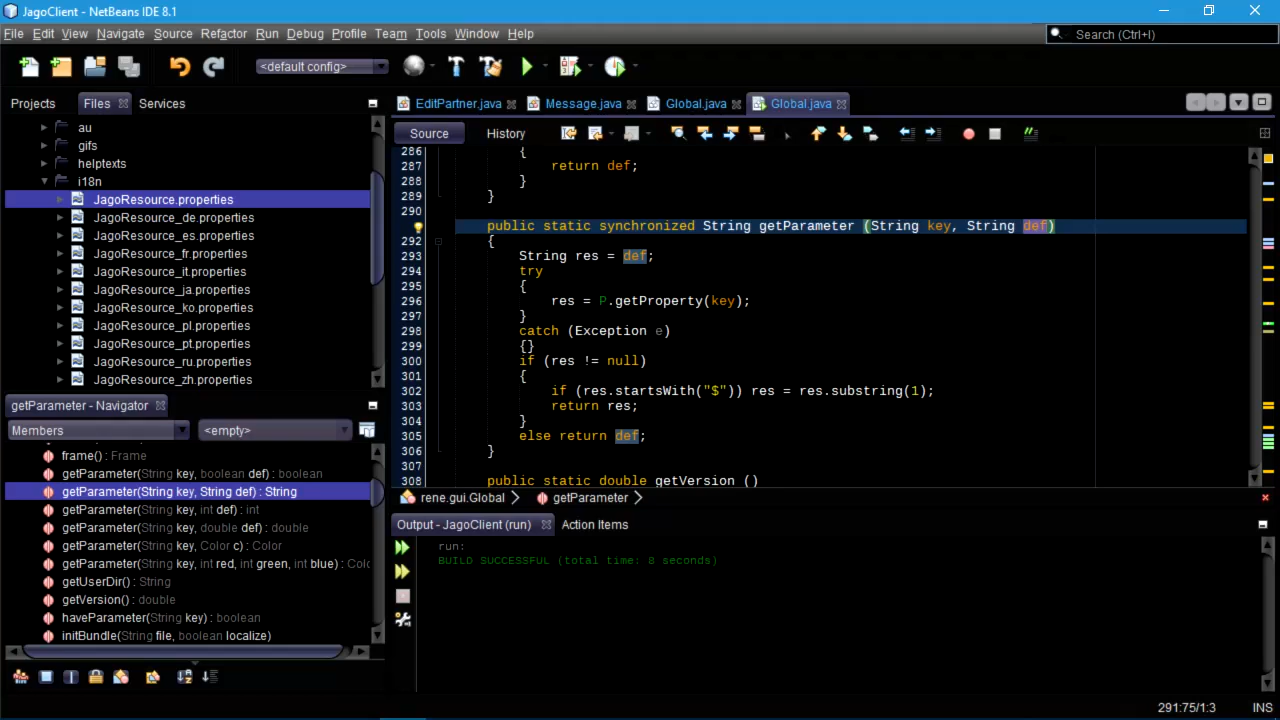 JagoClient - NetBeans IDE 8.1
File Edit View Navigate Source Refactor Run Debug Profile Team Tools Window Help
Search (Ctrl+I)
<default config>
Projects Files Services
EditPartner.java Message.java Global.java Global.java
Source History
au
gifs
helptexts
i18n
JagoResource.properties
JagoResource_de.properties
JagoResource_es.properties
JagoResource_fr.properties
JagoResource_it.properties
JagoResource_ja.properties
JagoResource_ko.properties
JagoResource_pl.properties
JagoResource_pt.properties
JagoResource_ru.properties
JagoResource_zh.properties
286 {
287 return def;
288 }
289 }
290
public static synchronized String getParameter (String key, String def)
292 {
293 String res = def;
294 try
295 {
296 res = P.getProperty(key);
297 }
298 catch (Exception e)
299 {}
300 if (res != null)
301 {
302 if (res.startsWith("$")) res = res.substring(1);
303 return res;
304 }
305 else return def;
306 }
307
308 public static double getVersion ()
rene.gui.Global getParameter
getParameter - Navigator
Members <empty>
frame() : Frame
getParameter(String key, boolean def) : boolean
getParameter(String key, String def) : String
getParameter(String key, int def) : int
getParameter(String key, double def) : double
getParameter(String key, Color c) : Color
getParameter(String key, int red, int green, int blue) : Colo
getUserDir() : String
getVersion() : double
haveParameter(String key) : boolean
initBundle(String file, boolean localize)
Output - JagoClient (run) Action Items
run:
BUILD SUCCESSFUL (total time: 0 seconds)
291:75/1:3 INS